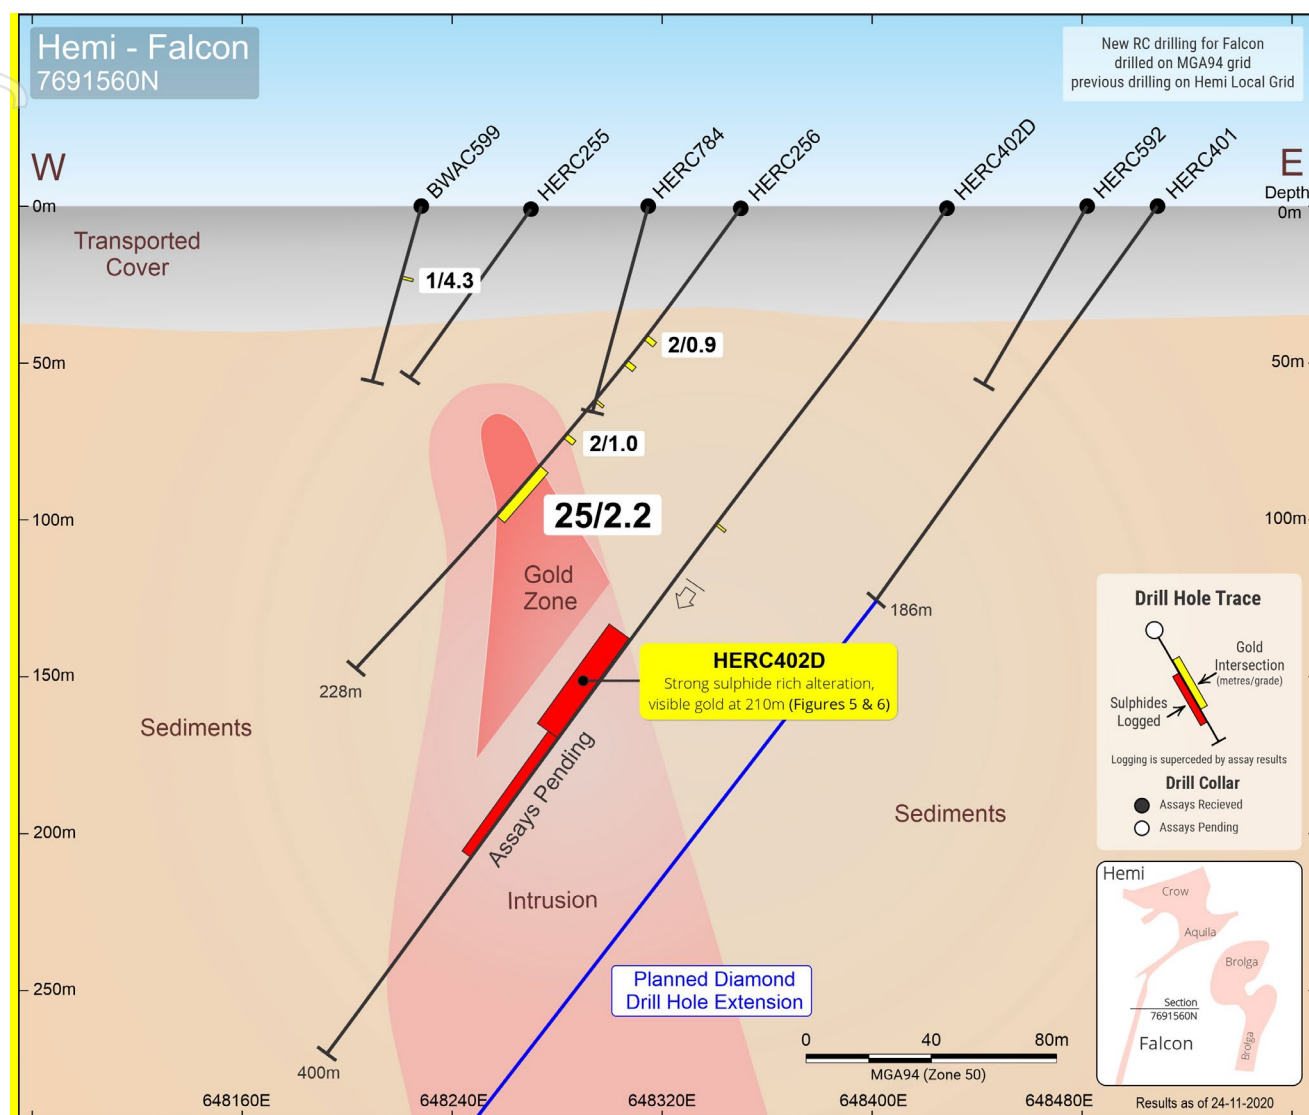 Hemi - Falcon
7691560N
New RC drilling for Falcon
drilled on MGA94 grid
previous drilling on Hemi Local Grid
W
E
BWAC599
HERC255
HERC784
HERC256
HERC402D
HERC592
HERC401
Depth
0m
0m
Transported
Cover
1/4.3
2/0.9
50m
50m
2/1.0
25/2.2
100m
100m
Gold
Zone
186m
HERC402D
Strong sulphide rich alteration,
visible gold at 210m (Figures 5 & 6)
150m
228m
Assays Pending
Sediments
Sediments
200m
Intrusion
Planned Diamond
Drill Hole Extension
250m
400m
Drill Hole Trace
Gold
Intersection
(metres/grade)
Sulphides
Logged
Logging is superceded by assay results
Drill Collar
Assays Recieved
Assays Pending
Hemi
Crow
Aquila
Brolga
Section
7691560N
Falcon
Brolga
0 40 80m
MGA94 (Zone 50)
648160E 648240E 648320E 648400E 648480E
Results as of 24-11-2020